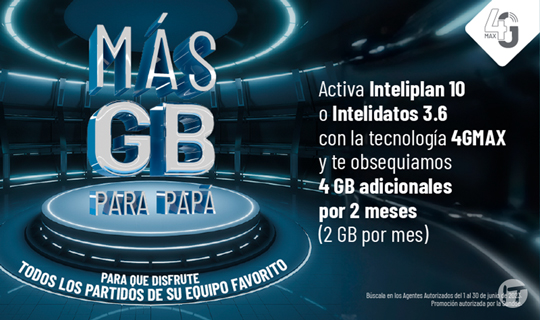 MÁS
GB
PARA PAPÁ
PARA QUE DISFRUTE
TODOS LOS PARTIDOS DE SU EQUIPO FAVORITO
4G
MAX
Activa Inteliplan 10
o Intelidatos 3.6
con la tecnología 4GMAX
y te obsequiamos
4 GB adicionales
por 2 meses
(2 GB por mes)
Búscala en los Agentes Autorizados del 1 al 30 de junio de
Promoción autorizada por la